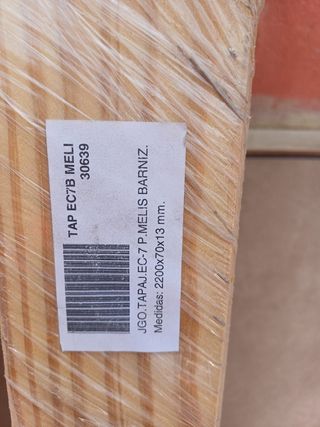 TAP EC7B MELI
30639
JGO.TAPAJ.EC-7 P.MELIS BARNIZ.
Medidas: 2200x70x13 mm.